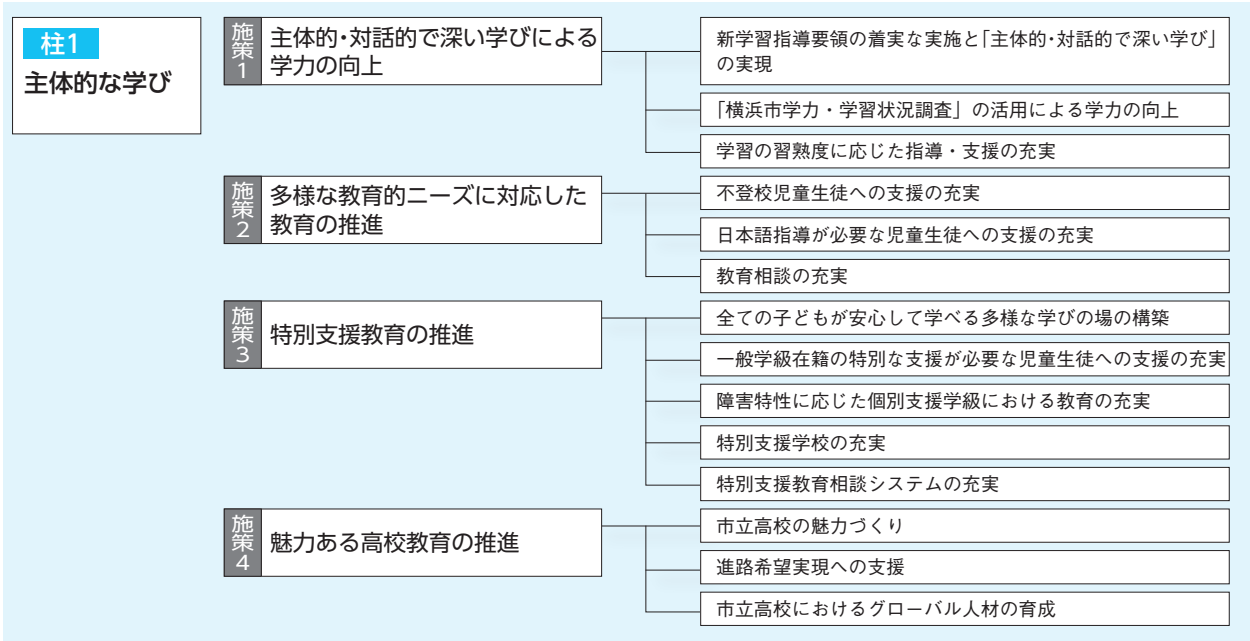 柱1
主体的な学び
施策1
主体的・対話的で深い学びによる
学力の向上
新学習指導要領の着実な実施と「主体的・対話的で深い学び」
の実現
「横浜市学力・学習状況調査」の活用による学力の向上
学習の習熟度に応じた指導・支援の充実
施策2
多様な教育的ニーズに対応した
教育の推進
不登校児童生徒への支援の充実
日本語指導が必要な児童生徒への支援の充実
教育相談の充実
施策3
特別支援教育の推進
全ての子どもが安心して学べる多様な学びの場の構築
一般学級在籍の特別な支援が必要な児童生徒への支援の充実
障害特性に応じた個別支援学級における教育の充実
特別支援学校の充実
特別支援教育相談システムの充実
施策4
魅力ある高校教育の推進
市立高校の魅力づくり
進路希望実現への支援
市立高校におけるグローバル人材の育成